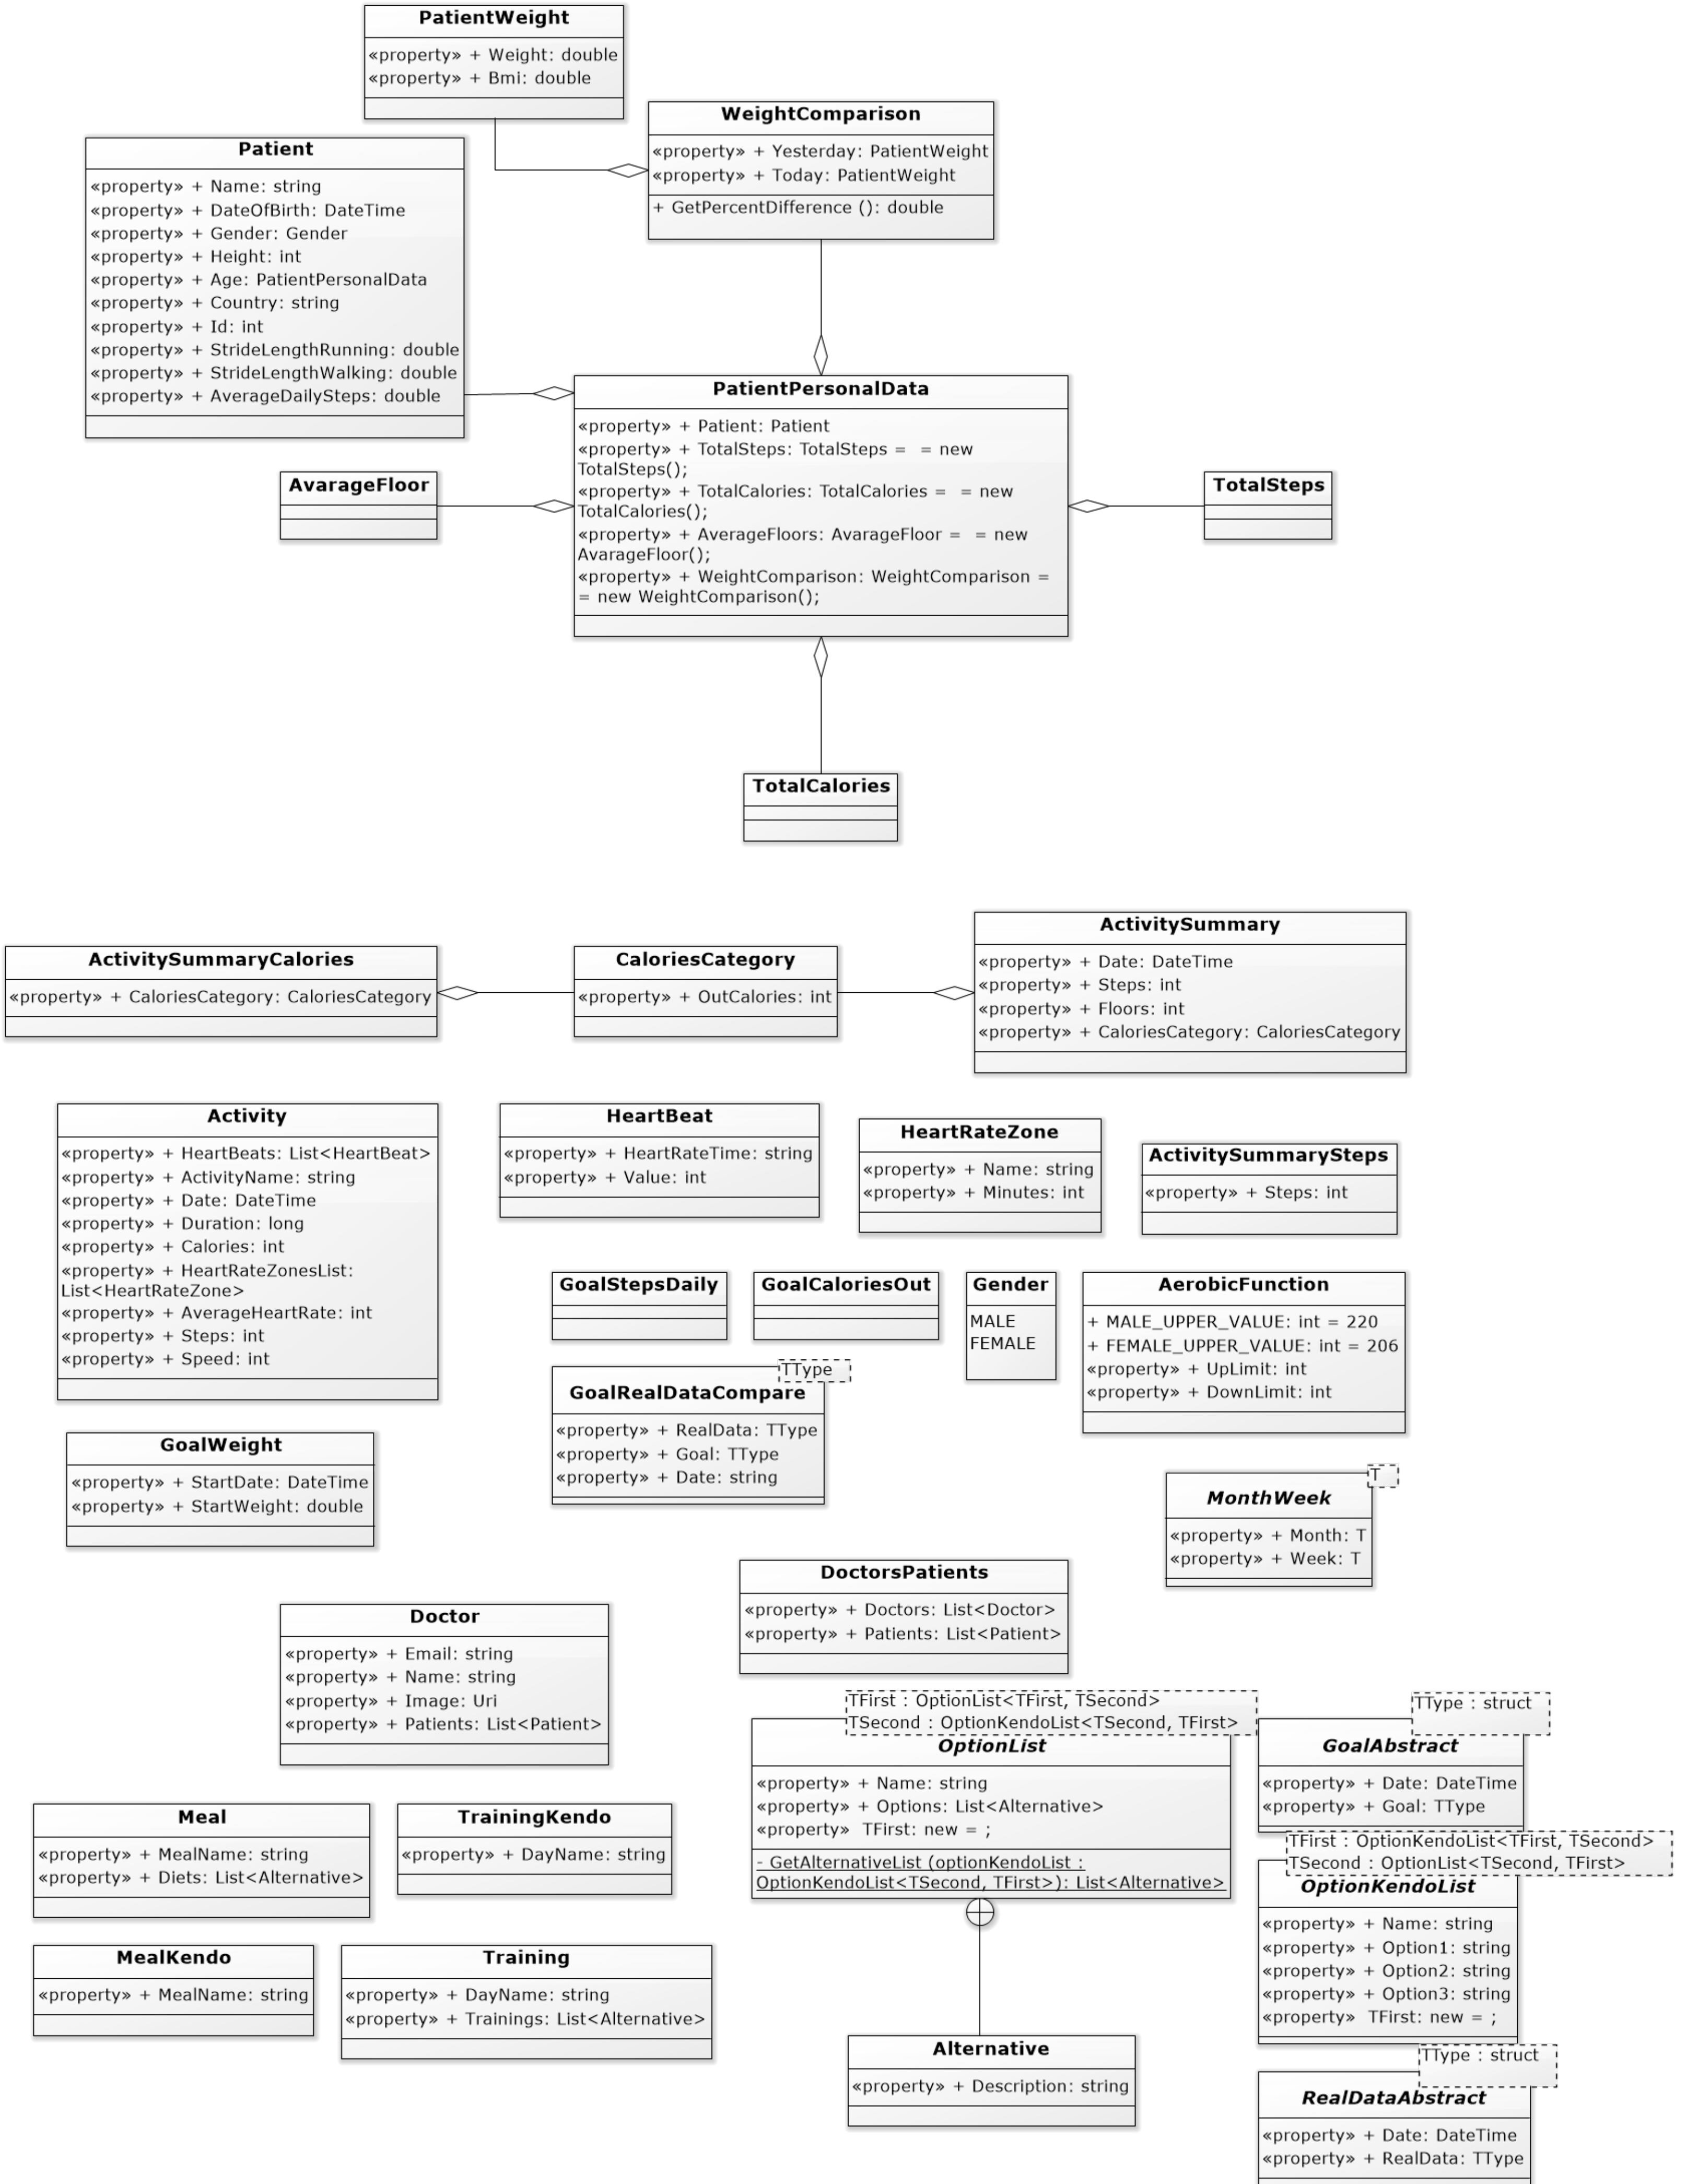 PatientWeight
«property» + Weight: double
«property» + Bmi: double
WeightComparison
«property» + Yesterday: PatientWeight
«property» + Today: PatientWeight
+ GetPercentDifference (): double
Patient
«property» + Name: string
«property» + DateOfBirth: DateTime
«property» + Gender: Gender
«property» + Height: int
«property» + Age: PatientPersonalData
«property» + Country: string
«property» + Id: int
«property» + StrideLengthRunning: double
«property» + StrideLengthWalking: double
«property» + AverageDailySteps: double
PatientPersonalData
«property» + Patient: Patient
«property» + TotalSteps: TotalSteps =  = new
TotalSteps();
«property» + TotalCalories: TotalCalories =  = new
TotalCalories();
«property» + AverageFloors: AvarageFloor =  = new
AvarageFloor();
«property» + WeightComparison: WeightComparison =
= new WeightComparison();
AvarageFloor
TotalSteps
TotalCalories
ActivitySummaryCalories
«property» + CaloriesCategory: CaloriesCategory
CaloriesCategory
«property» + OutCalories: int
ActivitySummary
«property» + Date: DateTime
«property» + Steps: int
«property» + Floors: int
«property» + CaloriesCategory: CaloriesCategory
Activity
«property» + HeartBeats: List<HeartBeat>
«property» + ActivityName: string
«property» + Date: DateTime
«property» + Duration: long
«property» + Calories: int
«property» + HeartRateZonesList:
List<HeartRateZone>
«property» + AverageHeartRate: int
«property» + Steps: int
«property» + Speed: int
HeartBeat
«property» + HeartRateTime: string
«property» + Value: int
HeartRateZone
«property» + Name: string
«property» + Minutes: int
ActivitySummarySteps
«property» + Steps: int
GoalStepsDaily
GoalCaloriesOut
Gender
MALE
FEMALE
AerobicFunction
+ MALE_UPPER_VALUE: int = 220
+ FEMALE_UPPER_VALUE: int = 206
«property» + UpLimit: int
«property» + DownLimit: int
TType
GoalRealDataCompare
«property» + RealData: TType
«property» + Goal: TType
«property» + Date: string
GoalWeight
«property» + StartDate: DateTime
«property» + StartWeight: double
T
MonthWeek
«property» + Month: T
«property» + Week: T
DoctorsPatients
«property» + Doctors: List<Doctor>
«property» + Patients: List<Patient>
Doctor
«property» + Email: string
«property» + Name: string
«property» + Image: Uri
«property» + Patients: List<Patient>
TFirst : OptionList<TFirst, TSecond>
TSecond : OptionKendoList<TSecond, TFirst>
OptionList
«property» + Name: string
«property» + Options: List<Alternative>
«property»  TFirst: new = ;
- GetAlternativeList (optionKendoList :
OptionKendoList<TSecond, TFirst>): List<Alternative>
TType : struct
GoalAbstract
«property» + Date: DateTime
«property» + Goal: TType
Meal
«property» + MealName: string
«property» + Diets: List<Alternative>
TrainingKendo
«property» + DayName: string
TFirst : OptionKendoList<TFirst, TSecond>
TSecond : OptionList<TSecond, TFirst>
OptionKendoList
«property» + Name: string
«property» + Option1: string
«property» + Option2: string
«property» + Option3: string
«property»  TFirst: new = ;
MealKendo
«property» + MealName: string
Training
«property» + DayName: string
«property» + Trainings: List<Alternative>
Alternative
«property» + Description: string
TType : struct
RealDataAbstract
«property» + Date: DateTime
«property» + RealData: TType